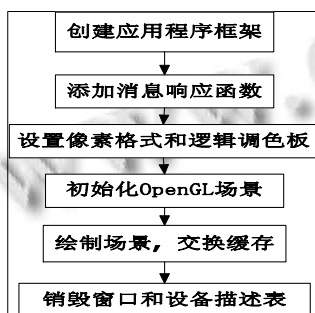 创建应用程序框架
添加消息响应函数
设置像素格式和逻辑调色板
初始化OpenGL场景
绘制场景，交换缓存
销毁窗口和设备描述表